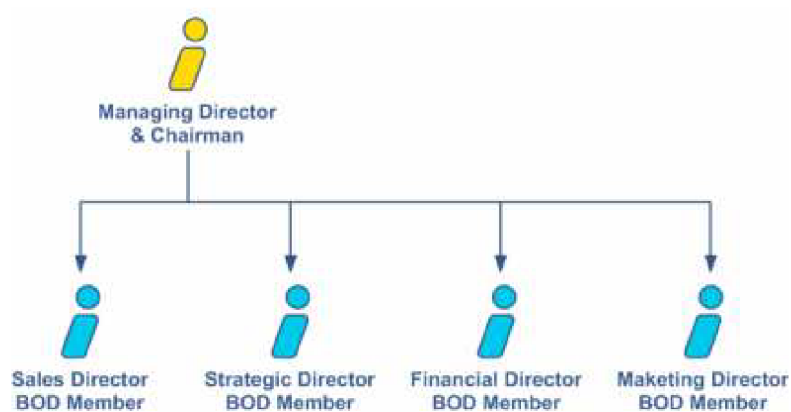 Managing Director
& Chairman
Sales Director
BOD Member
Strategic Director
BOD Member
Financial Director
BOD Member
Maketing Director
BOD Member